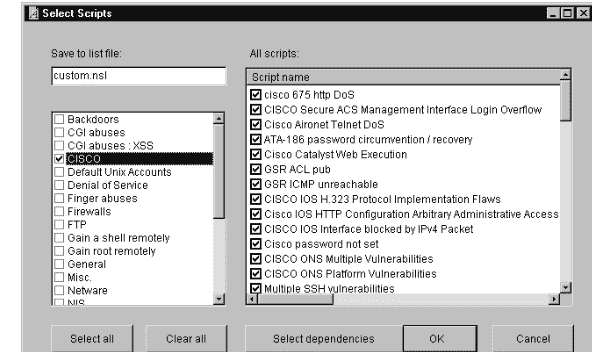 Select Scripts
Save to list file:
custom.nsl
Backdoors
CGI abuses
CGI abuses : XSS
CISCO
Default Unix Accounts
Denial of Service
Finger abuses
Firewalls
FTP
Gain a shell remotely
Gain root remotely
General
Misc.
Netware
NIS
All scripts:
Script name
cisco 675 http DoS
CISCO Secure ACS Management Interface Login Overflow
Cisco Aironet Telnet DoS
ATA-186 password circumvention / recovery
Cisco Catalyst Web Execution
GSR ACL pub
GSR ICMP unreachable
CISCO IOS H.323 Protocol Implementation Flaws
Cisco IOS HTTP Configuration Arbitrary Administrative Access
CISCO IOS Interface blocked by IPv4 Packet
Cisco password not set
CISCO ONS Multiple Vulnerabilities
CISCO ONS Platform Vulnerabilities
Multiple SSH vulnerabilities
Select all
Clear all
Select dependencies
OK
Cancel